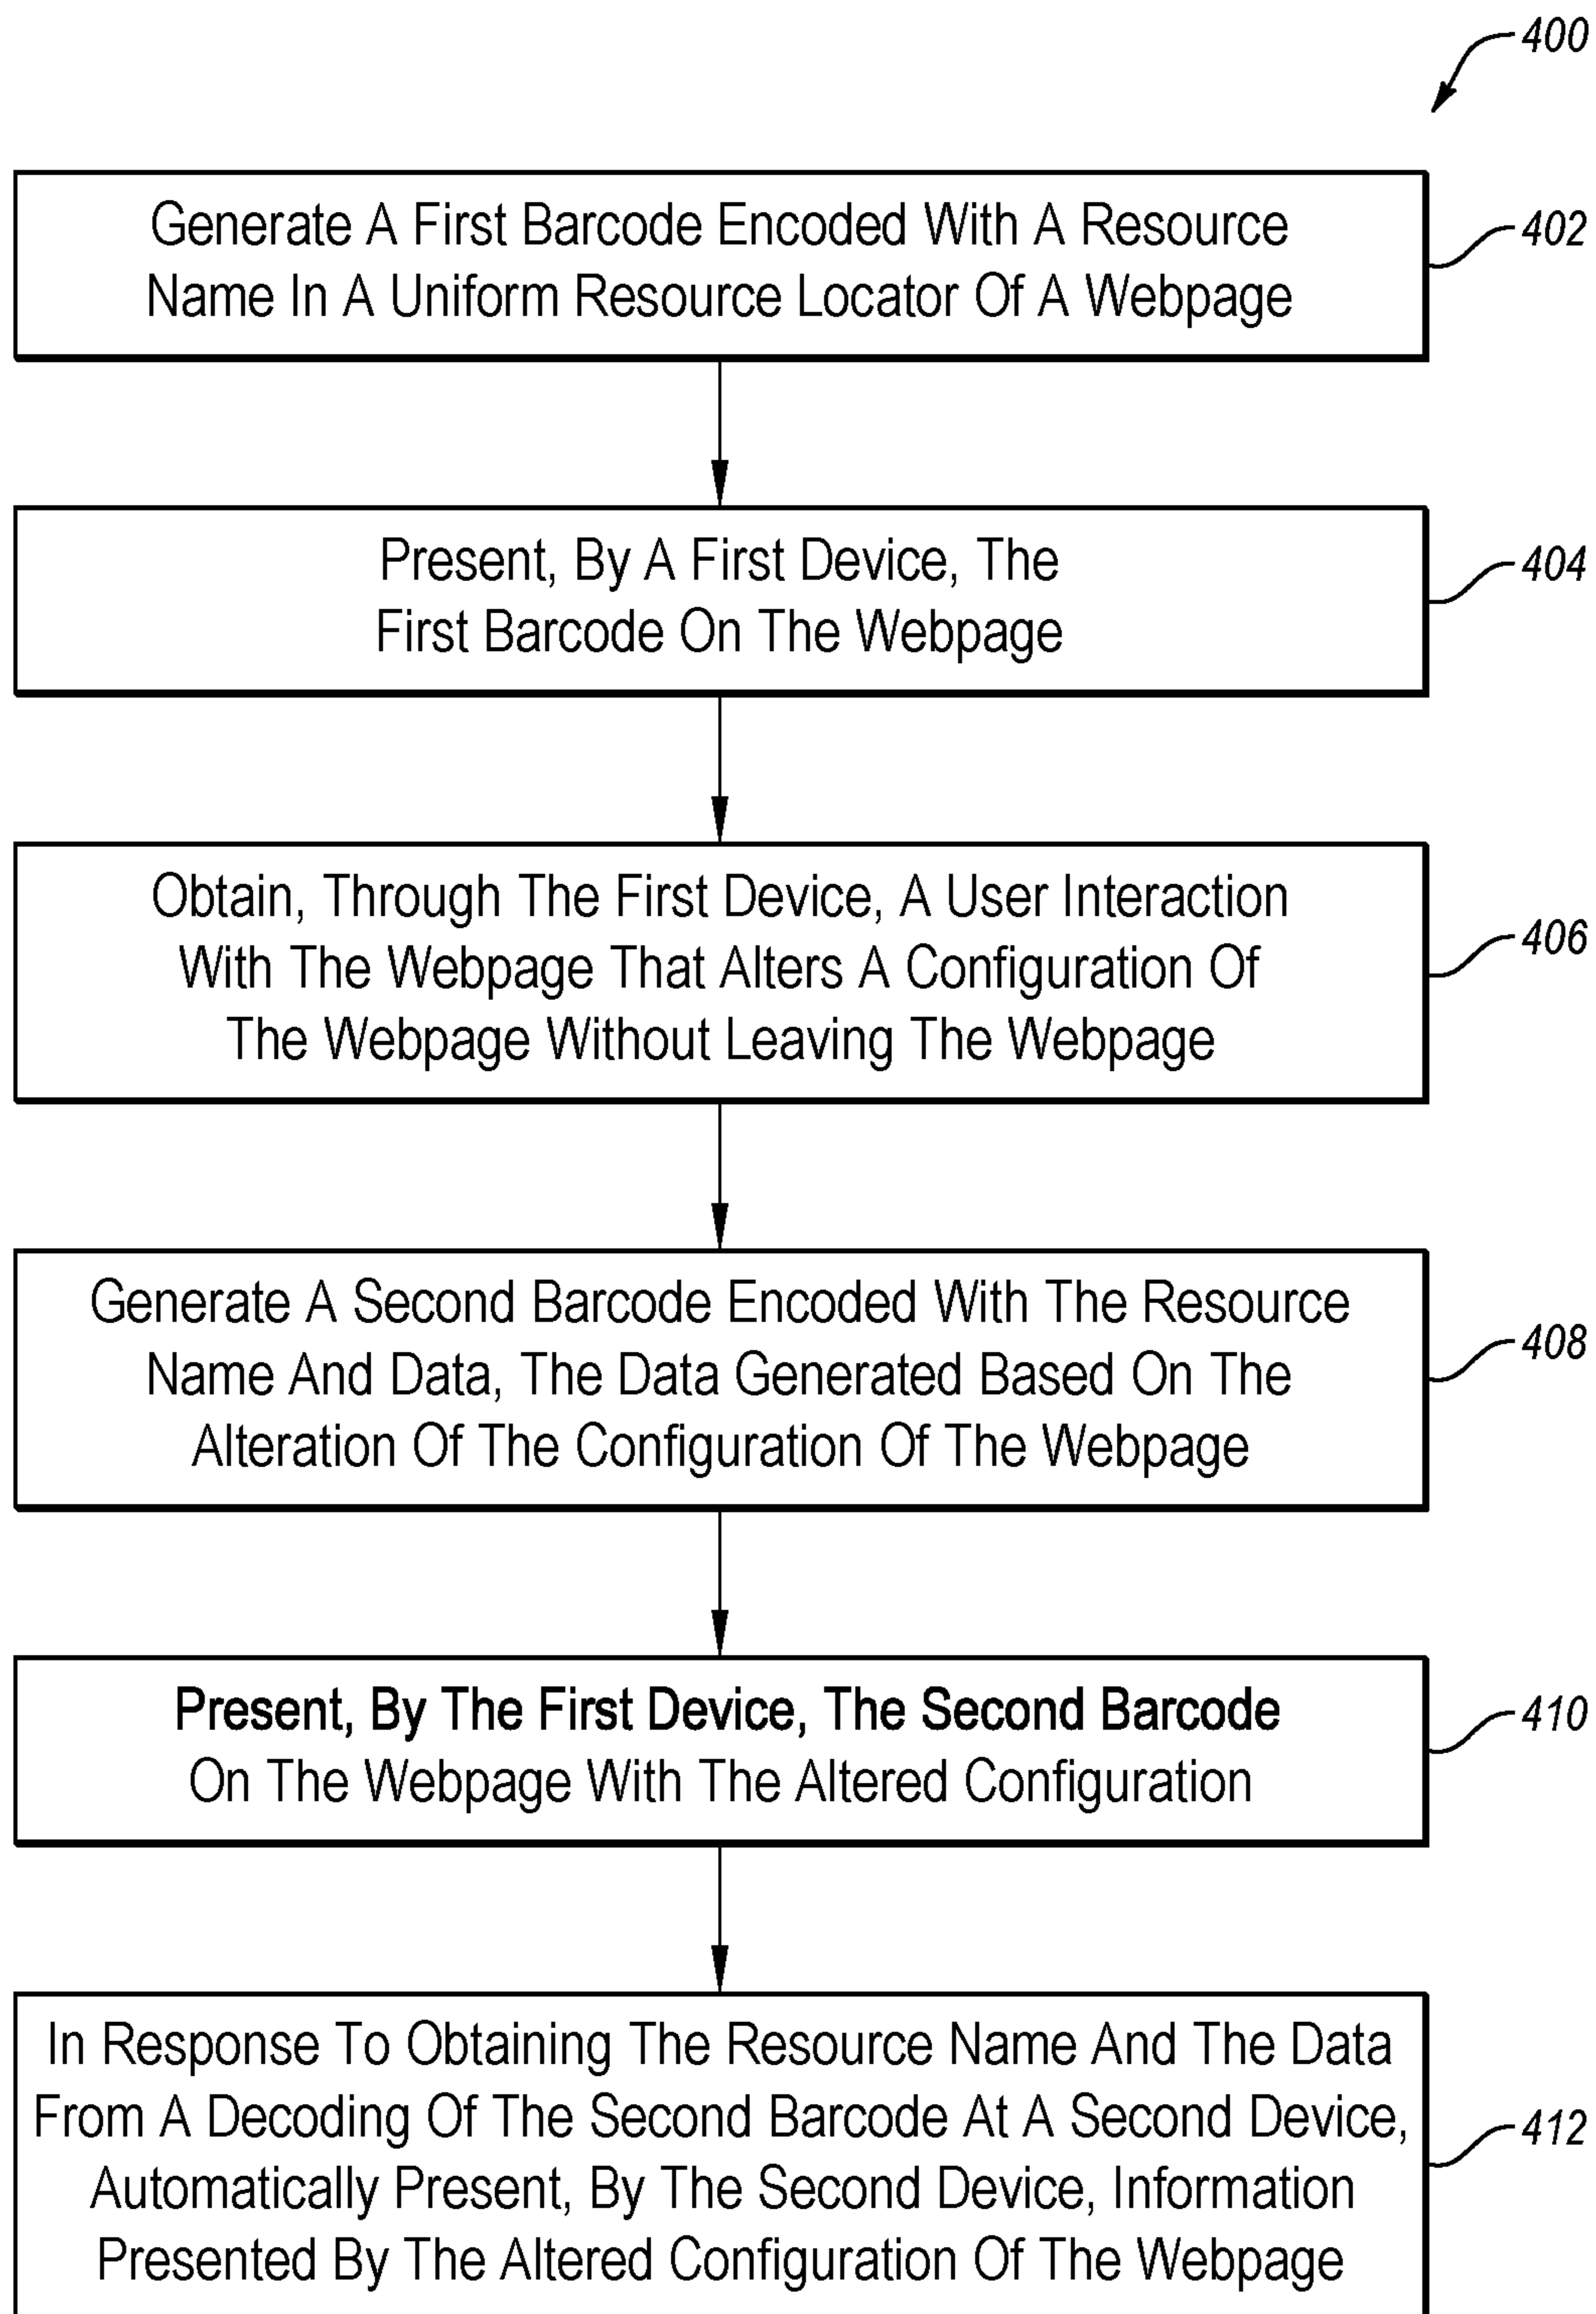 400
Generate A First Barcode Encoded With A Resource
Name In A Uniform Resource Locator Of A Webpage
402
Present, By A First Device, The
First Barcode On The Webpage
404
Obtain, Through The First Device, A User Interaction
With The Webpage That Alters A Configuration Of
The Webpage Without Leaving The Webpage
406
Generate A Second Barcode Encoded With The Resource
Name And Data, The Data Generated Based On The
Alteration Of The Configuration Of The Webpage
408
Present, By The First Device, The Second Barcode
On The Webpage With The Altered Configuration
410
In Response To Obtaining The Resource Name And The Data
From A Decoding Of The Second Barcode At A Second Device,
Automatically Present, By The Second Device, Information
Presented By The Altered Configuration Of The Webpage
412